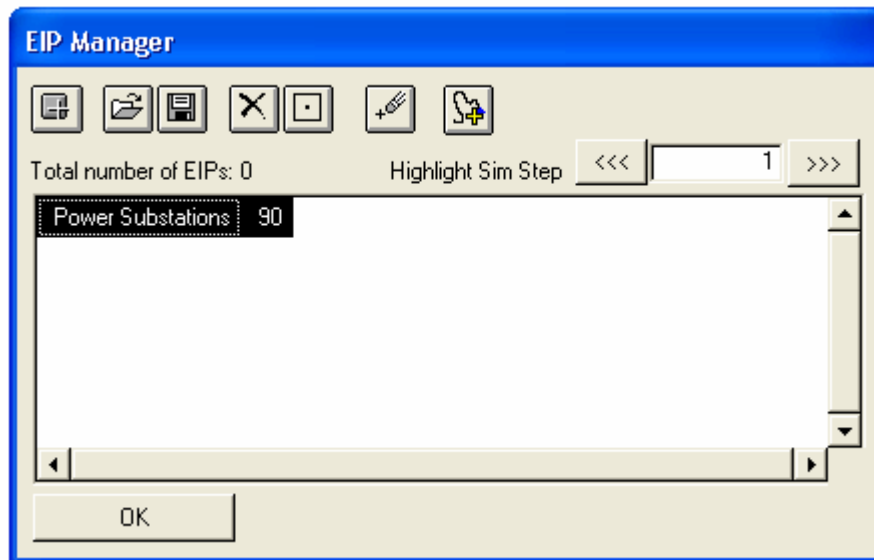 EIP Manager
Total number of EIPs: 0 Highlight Sim Step <<< 1 >>>
Power Substations 90
OK